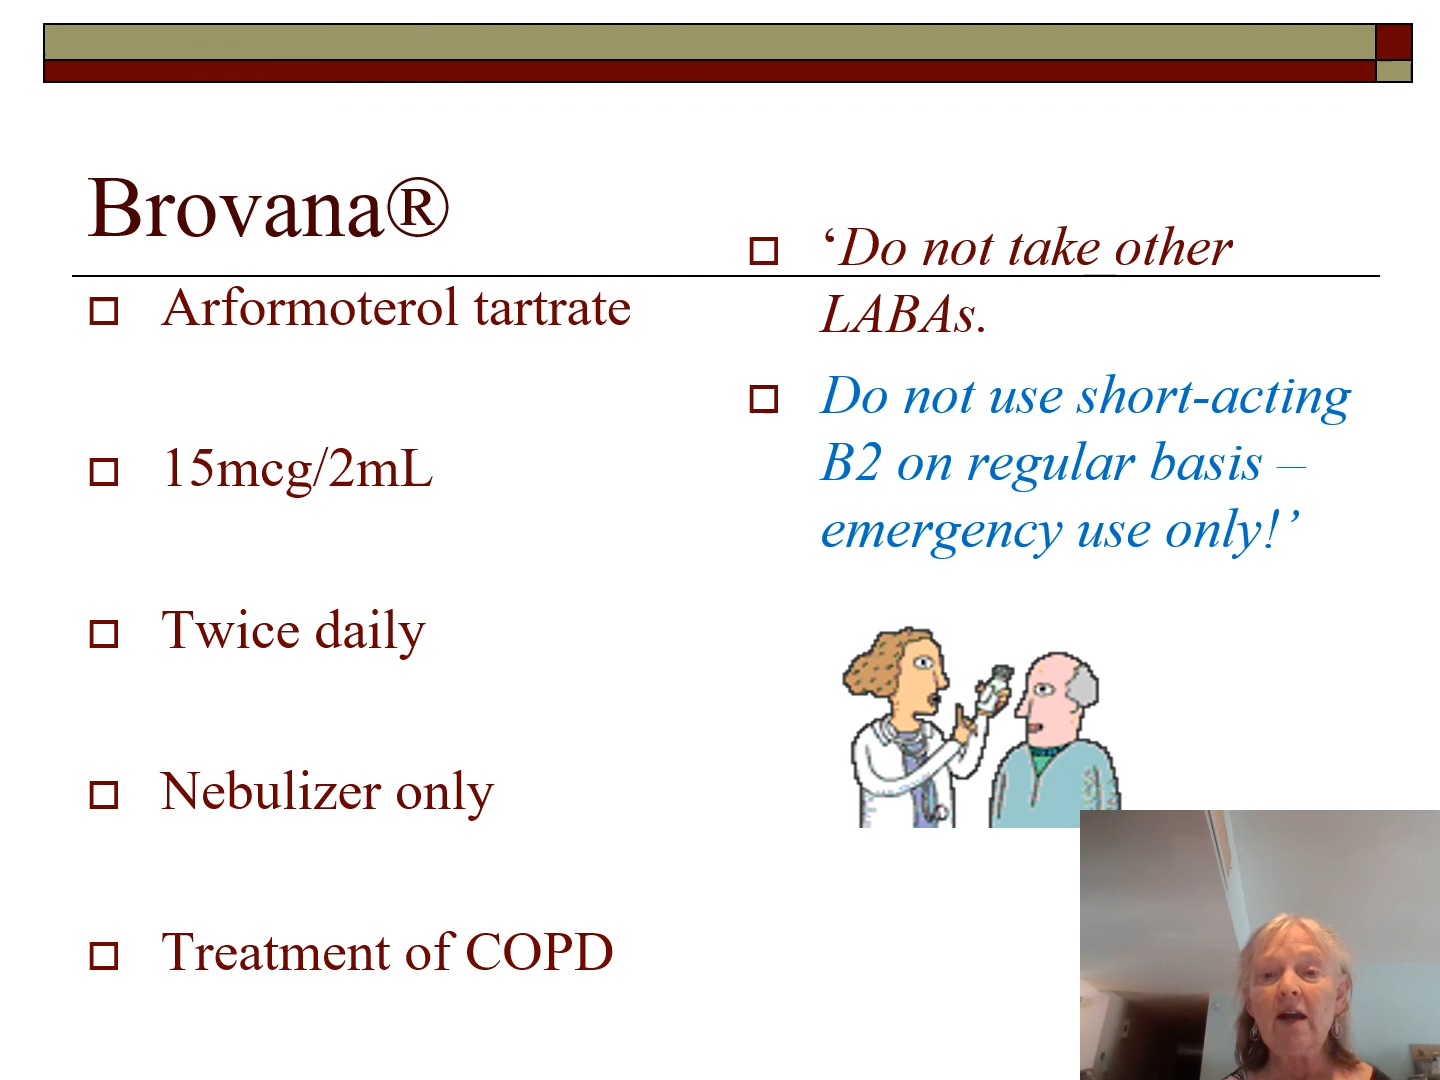 Brovana®
Arformoterol tartrate
15mcg/2mL
Twice daily
Nebulizer only
Treatment of COPD
‘Do not take other
LABAs.
Do not use short-acting
B2 on regular basis –
emergency use only!’